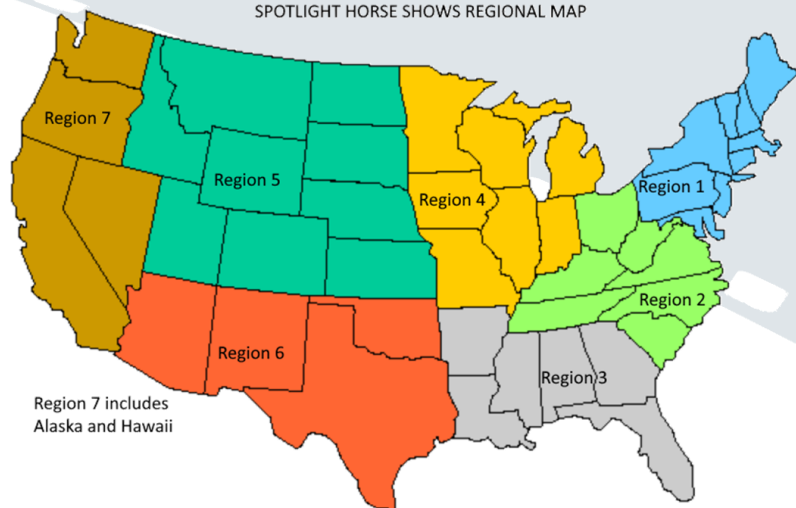 SPOTLIGHT HORSE SHOWS REGIONAL MAP
Region 7
Region 5
Region 4
Region 1
Region 2
Region 6
Region 3
Region 7 includes
Alaska and Hawaii